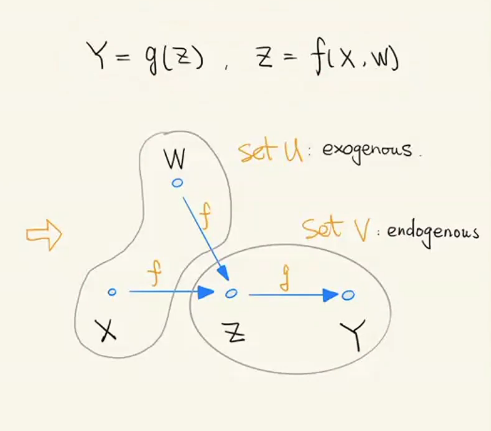 Y = g(Z) , Z = f(X, W)
W
set U: exogenous.
f
set V: endogenous
f
g
X
Z
Y